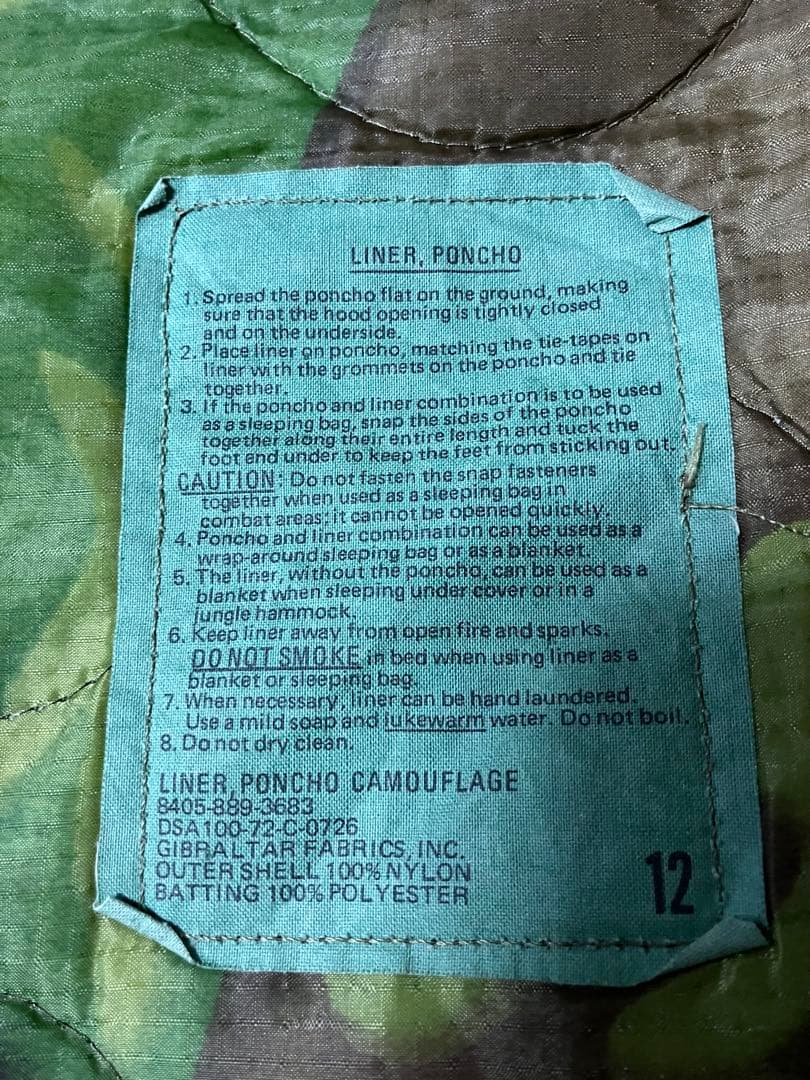 LINER, PONCHO
1. Spread the poncho flat on the ground, making
sure that the hood opening is tightly closed
and on the underside.
2. Place liner on poncho, matching the tie-tapes on
liner with the grommets on the poncho and tie
together.
3. If the poncho and liner combination is to be used
as a sleeping bag, snap the sides of the poncho
together along their entire length and tuck the
foot end under to keep the feet from sticking out.
CAUTION: Do not fasten the snap fasteners
together when used as a sleeping bag in
combat areas; it cannot be opened quickly.
4. Poncho and liner combination can be used as a
wrap-around sleeping bag or as a blanket.
5. The liner, without the poncho, can be used as a
blanket when sleeping under cover or in a
jungle hammock.
6. Keep liner away from open fire and sparks.
DO NOT SMOKE in bed when using liner as a
blanket or sleeping bag.
7. When necessary, liner can be hand laundered.
Use a mild soap and lukewarm water. Do not boil.
8. Do not dry clean.
LINER, PONCHO CAMOUFLAGE
8405-889-3683
DSA100-72-C-0726
GIBRALTAR FABRICS, INC.
OUTER SHELL 100% NYLON
BATTING 100% POLYESTER
12